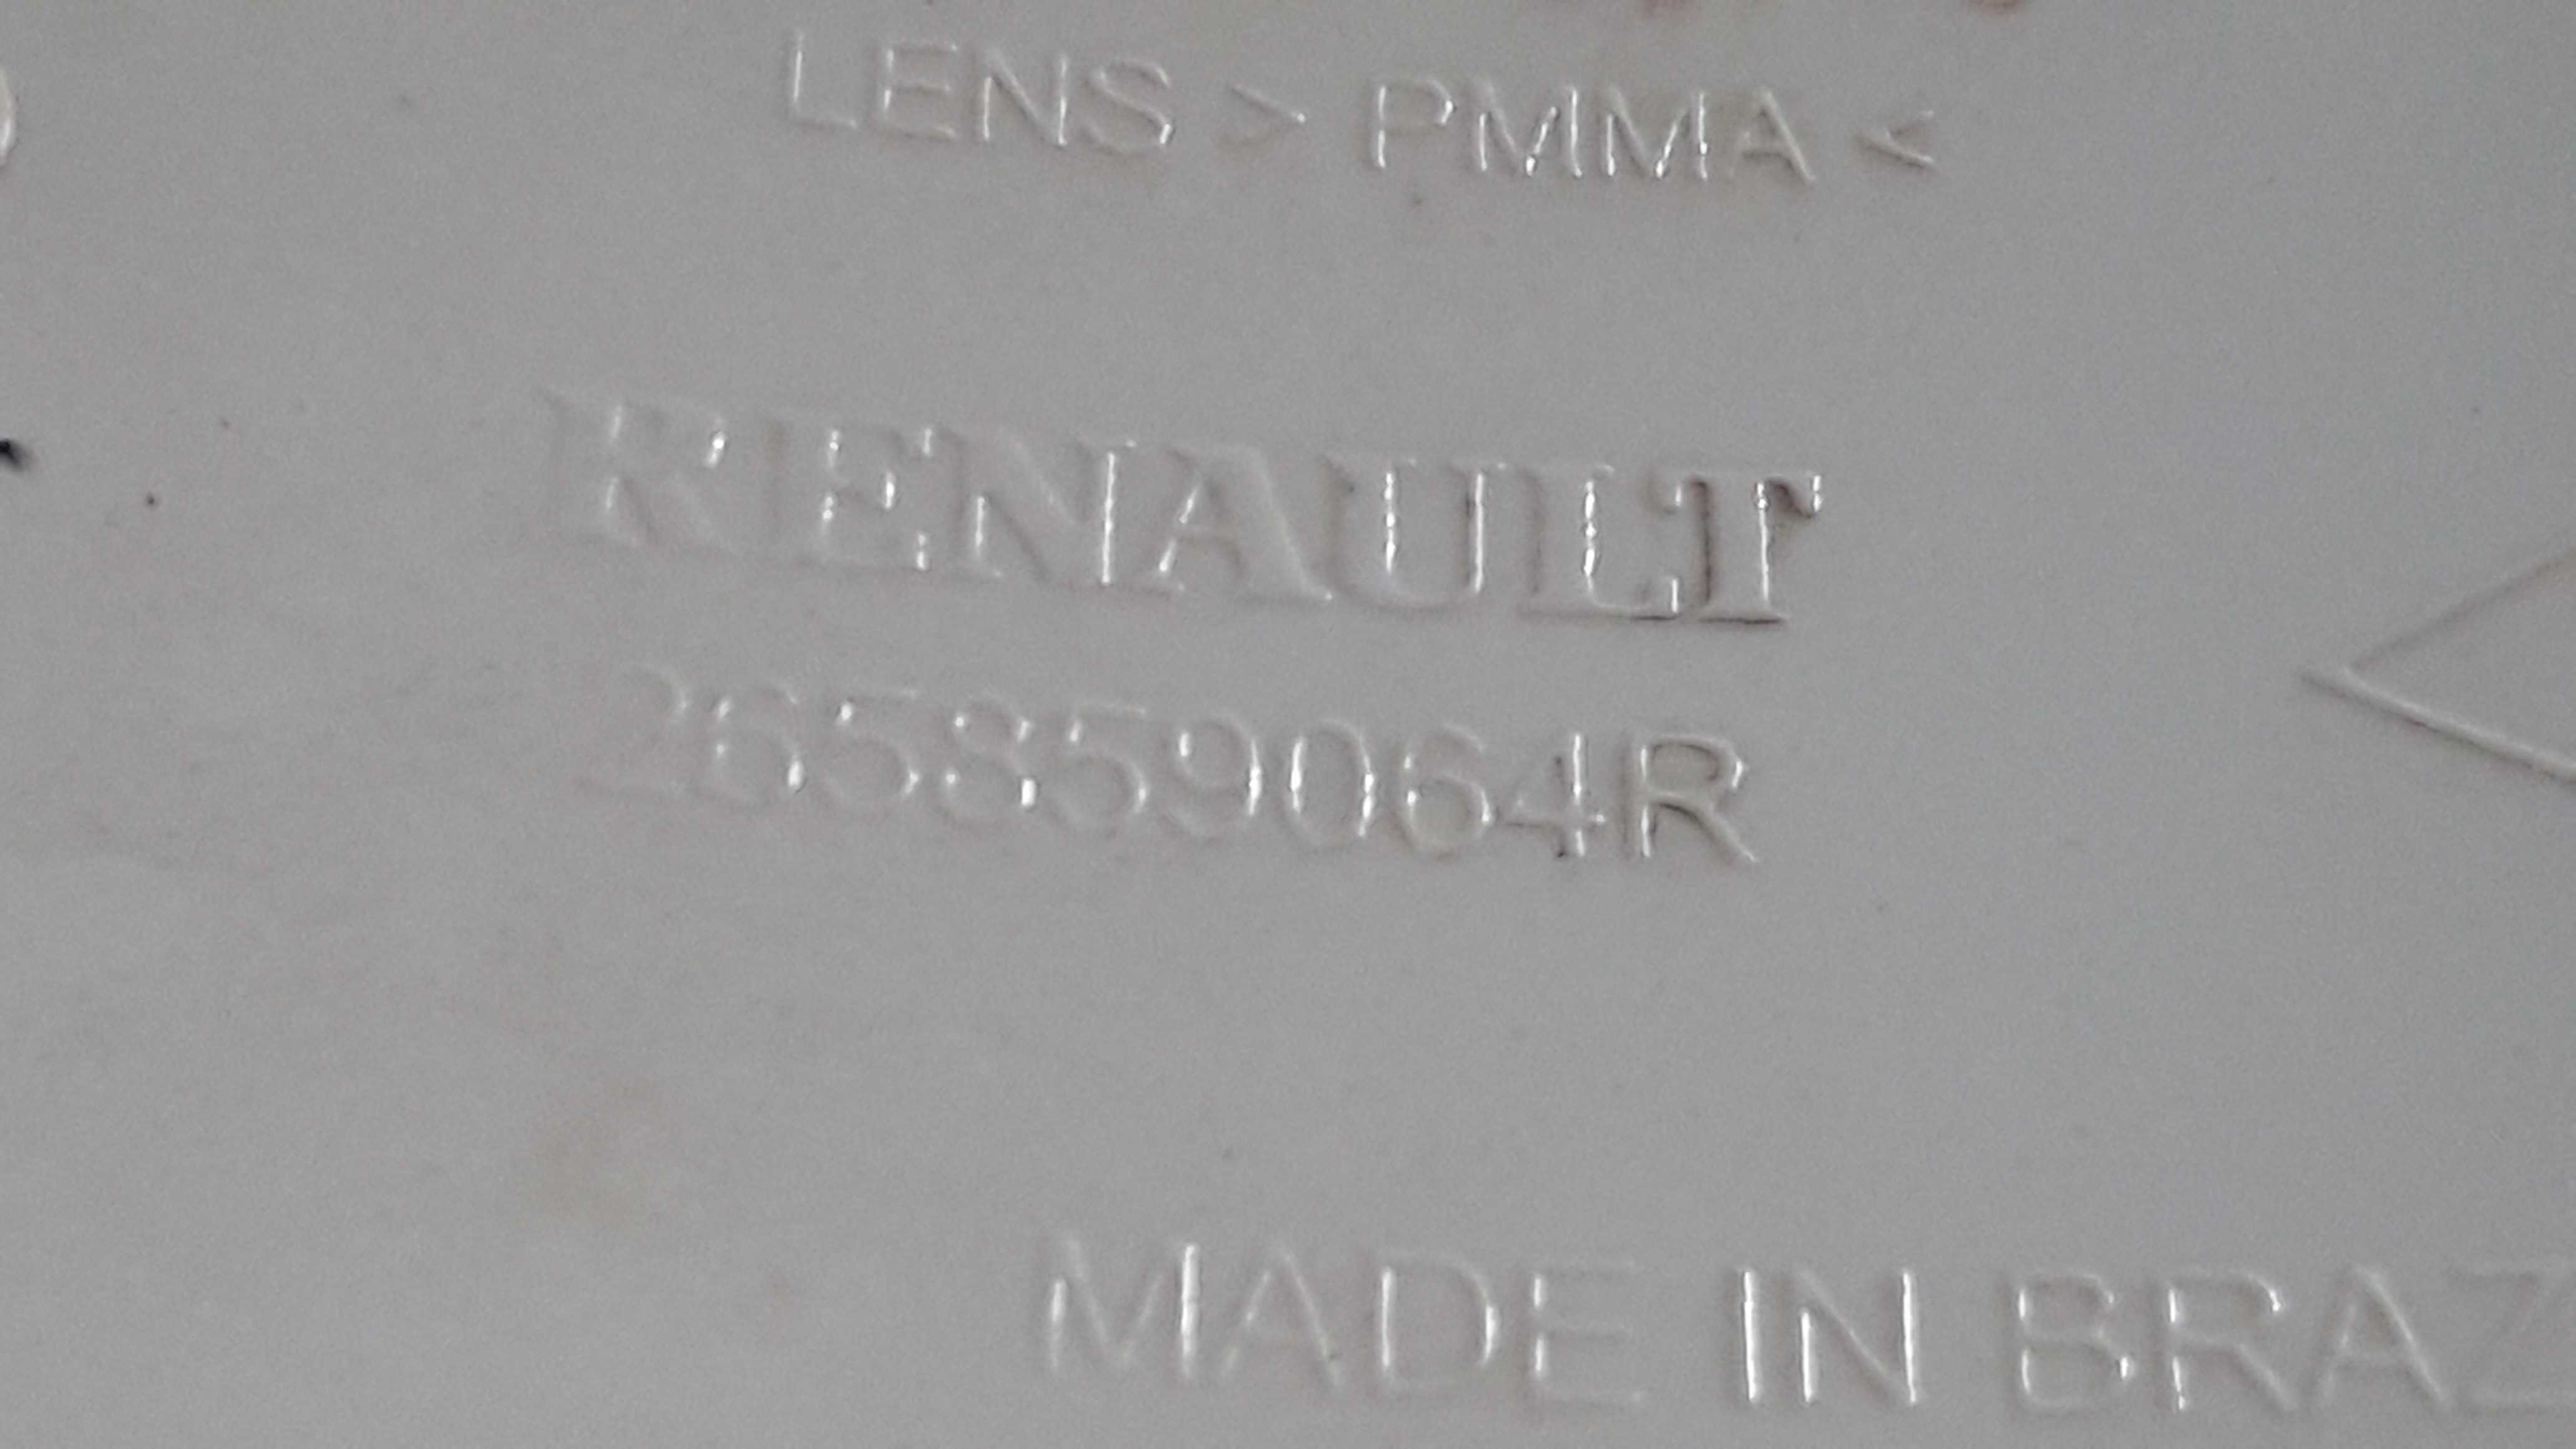 LENS > PMMA <
RENAULT
265859064R
MADE IN BRAZ